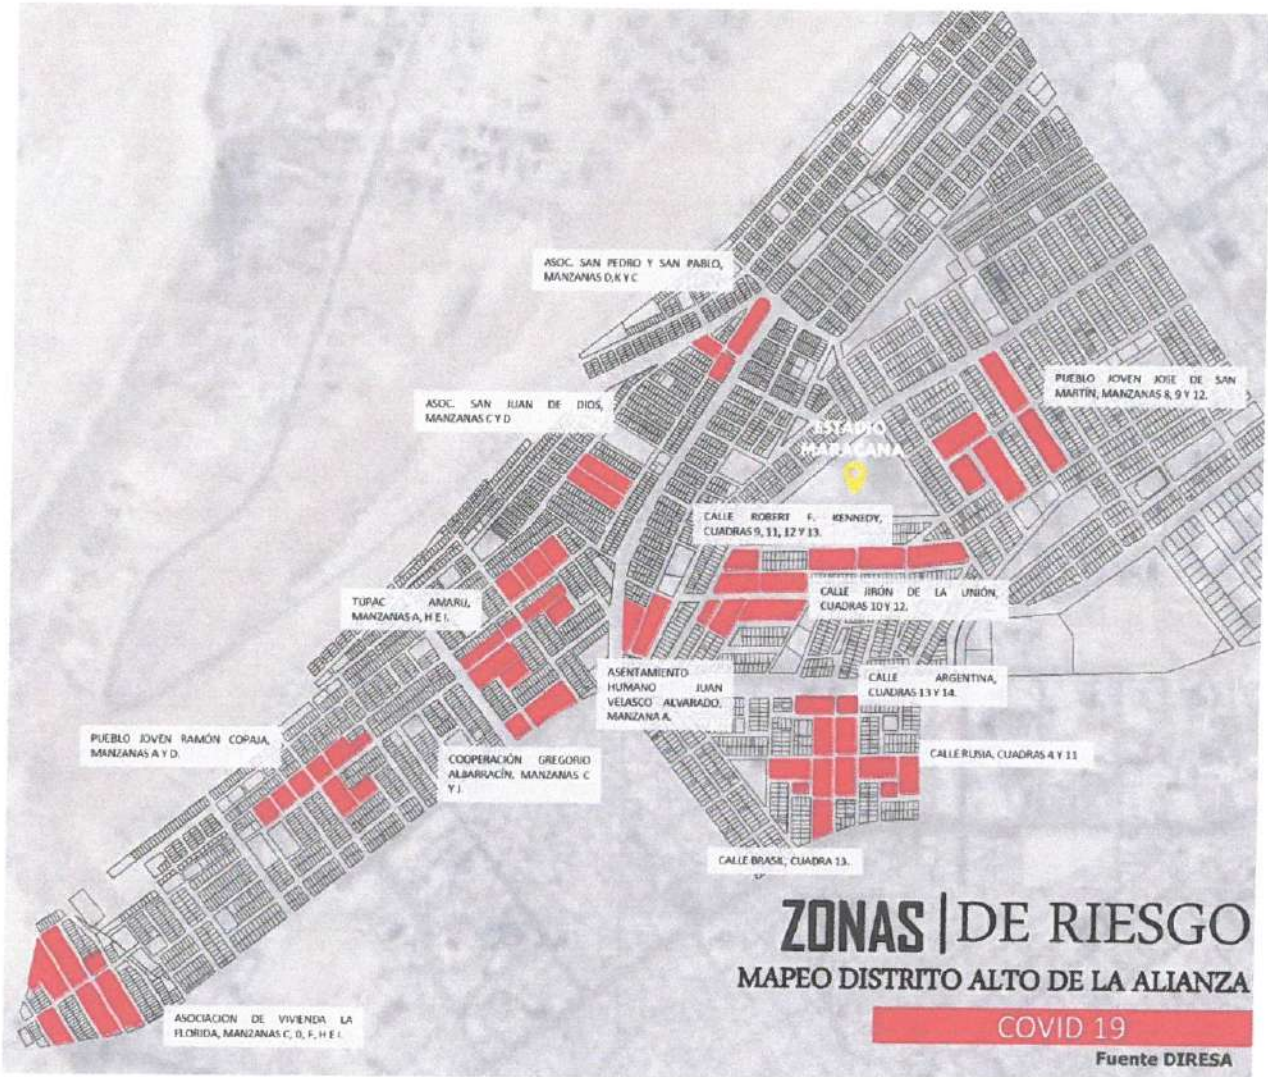 ASOC. SAN PEDRO Y SAN PABLO,
MANZANAS D,K Y C
ASOC. SAN JUAN DE DIOS,
MANZANAS C Y D
PUEBLO JOVEN JOSE DE SAN
MARTÍN, MANZANAS 8, 9 Y 12.
ESTADIO
MARACANA
CALLE ROBERT F. KENNEDY,
CUADRAS 9, 11, 12 Y 13.
CALLE JIRÓN DE LA UNIÓN,
CUADRAS 10 Y 12.
TUPAC AMARU,
MANZANAS A, H E I.
ASENTAMIENTO
HUMANO JUAN
VELASCO ALVARADO,
MANZANA A.
CALLE ARGENTINA,
CUADRAS 13 Y 14.
PUEBLO JOVEN RAMÓN COPAJA,
MANZANAS A Y D.
COOPERACIÓN GREGORIO
ALBARRACÍN, MANZANAS C
Y J.
CALLE RUSIA, CUADRAS 4 Y 11
CALLE BRASIL, CUADRA 13.
ZONAS | DE RIESGO
MAPEO DISTRITO ALTO DE LA ALIANZA
ASOCIACION DE VIVIENDA LA
FLORIDA, MANZANAS C, D, F, H E I.
COVID 19
Fuente DIRESA